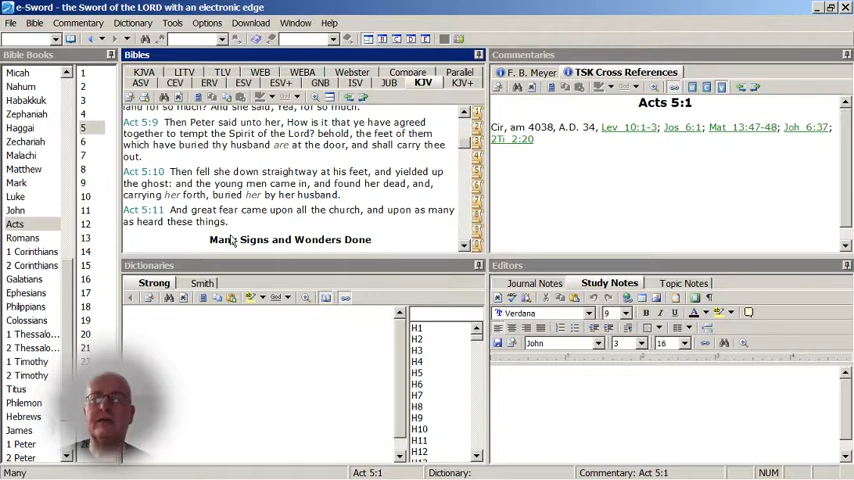 e-Sword - the Sword of the LORD with an electronic edge
File Bible Commentary Dictionary Tools Options Download Window Help
Bible Books
Bibles
Commentaries
Micah
Nahum
Habakkuk
Zephaniah
Haggai
Zechariah
Malachi
Matthew
Mark
Luke
John
Acts
Romans
1 Corinthians
2 Corinthians
Galatians
Ephesians
Philippians
Colossians
1 Thessalo...
2 Thessalo...
1 Timothy
2 Timothy
Titus
Philemon
Hebrews
James
1 Peter
2 Peter
1
2
3
4
5
6
7
8
9
10
11
12
13
14
15
16
17
18
19
20
21
22
KJVA LITV TLV WEB WEBA Webster Compare Parallel
ASV CEV ERV ESV ESV+ GNB ISV JUB KJV KJV+
land for so much? And she said, Yea, for so much.
Act 5:9 Then Peter said unto her, How is it that ye have agreed
together to tempt the Spirit of the Lord? behold, the feet of them
which have buried thy husband are at the door, and shall carry thee
out.
Act 5:10 Then fell she down straightway at his feet, and yielded up
the ghost: and the young men came in, and found her dead, and,
carrying her forth, buried her by her husband.
Act 5:11 And great fear came upon all the church, and upon as many
as heard these things.
Many Signs and Wonders Done
F. B. Meyer TSK Cross References
Acts 5:1
Cir, am 4038, A.D. 34, Lev 10:1-3; Jos 6:1; Mat 13:47-48; Joh 6:37;
2Ti 2:20
Dictionaries
Strong Smith
H1
H2
H3
H4
H5
H6
H7
H8
H9
H10
H11
H12
Editors
Journal Notes Study Notes Topic Notes
Verdana 9 B I U A
John 3 16
Many Act 5:1 Dictionary: Commentary: Act 5:1 NUM